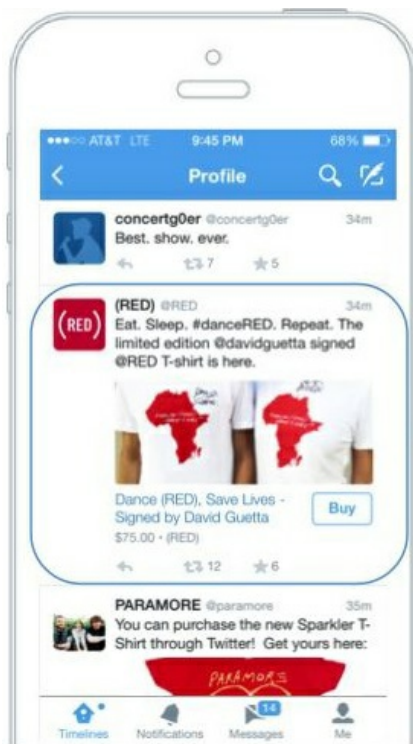 ●●●○○ AT&T LTE 9:45 PM 68%
Profile
concertg0er @concertg0er 34m
Best. show. ever.
7 5
(RED) @RED 34m
(RED)
Eat. Sleep. #danceRED. Repeat. The
limited edition @davidguetta signed
@RED T-shirt is here.
Dance (RED), Save Lives -
Signed by David Guetta
Buy
$75.00 • (RED)
12 6
PARAMORE @paramore 35m
You can purchase the new Sparkler T-
Shirt through Twitter! Get yours here:
PARAMORE
14
Timelines Notifications Messages Me